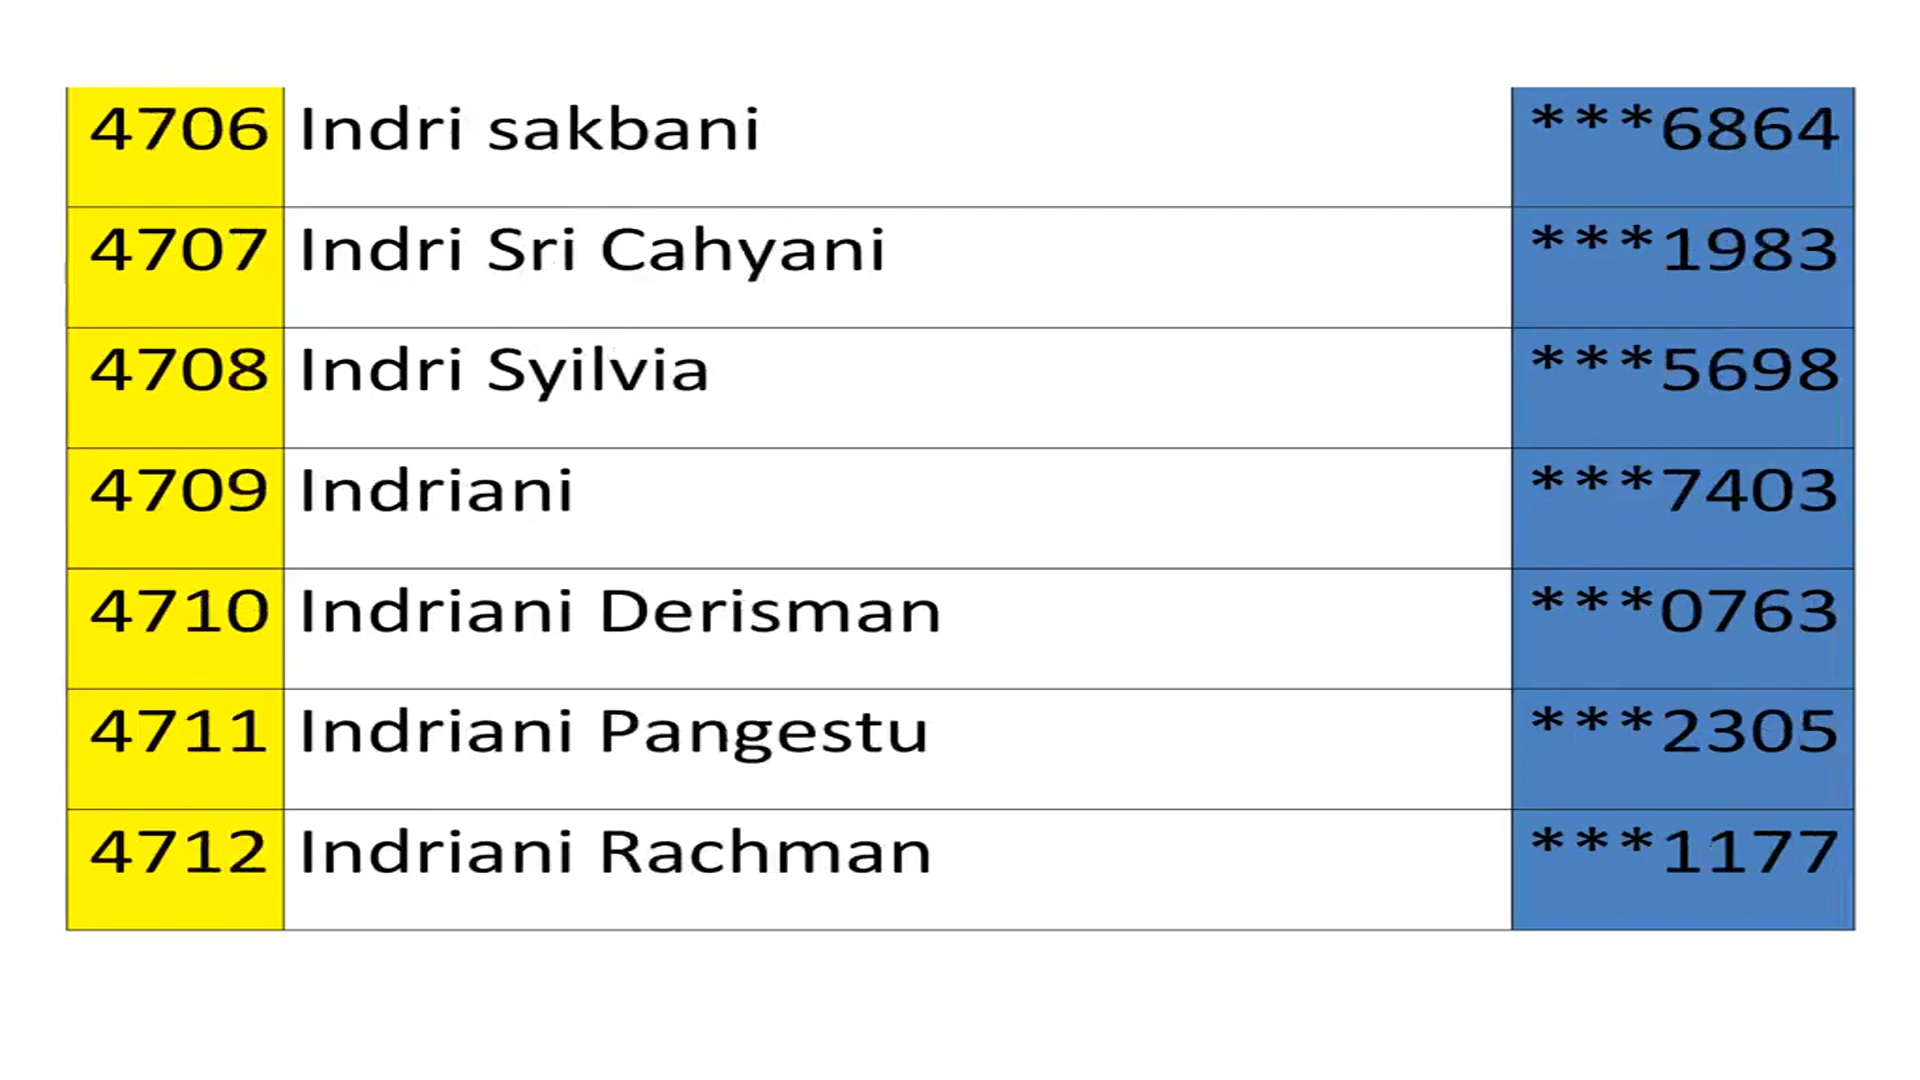 4706 Indri sakbani ***6864
4707 Indri Sri Cahyani ***1983
4708 Indri Syilvia ***5698
4709 Indriani ***7403
4710 Indriani Derisman ***0763
4711 Indriani Pangestu ***2305
4712 Indriani Rachman ***1177